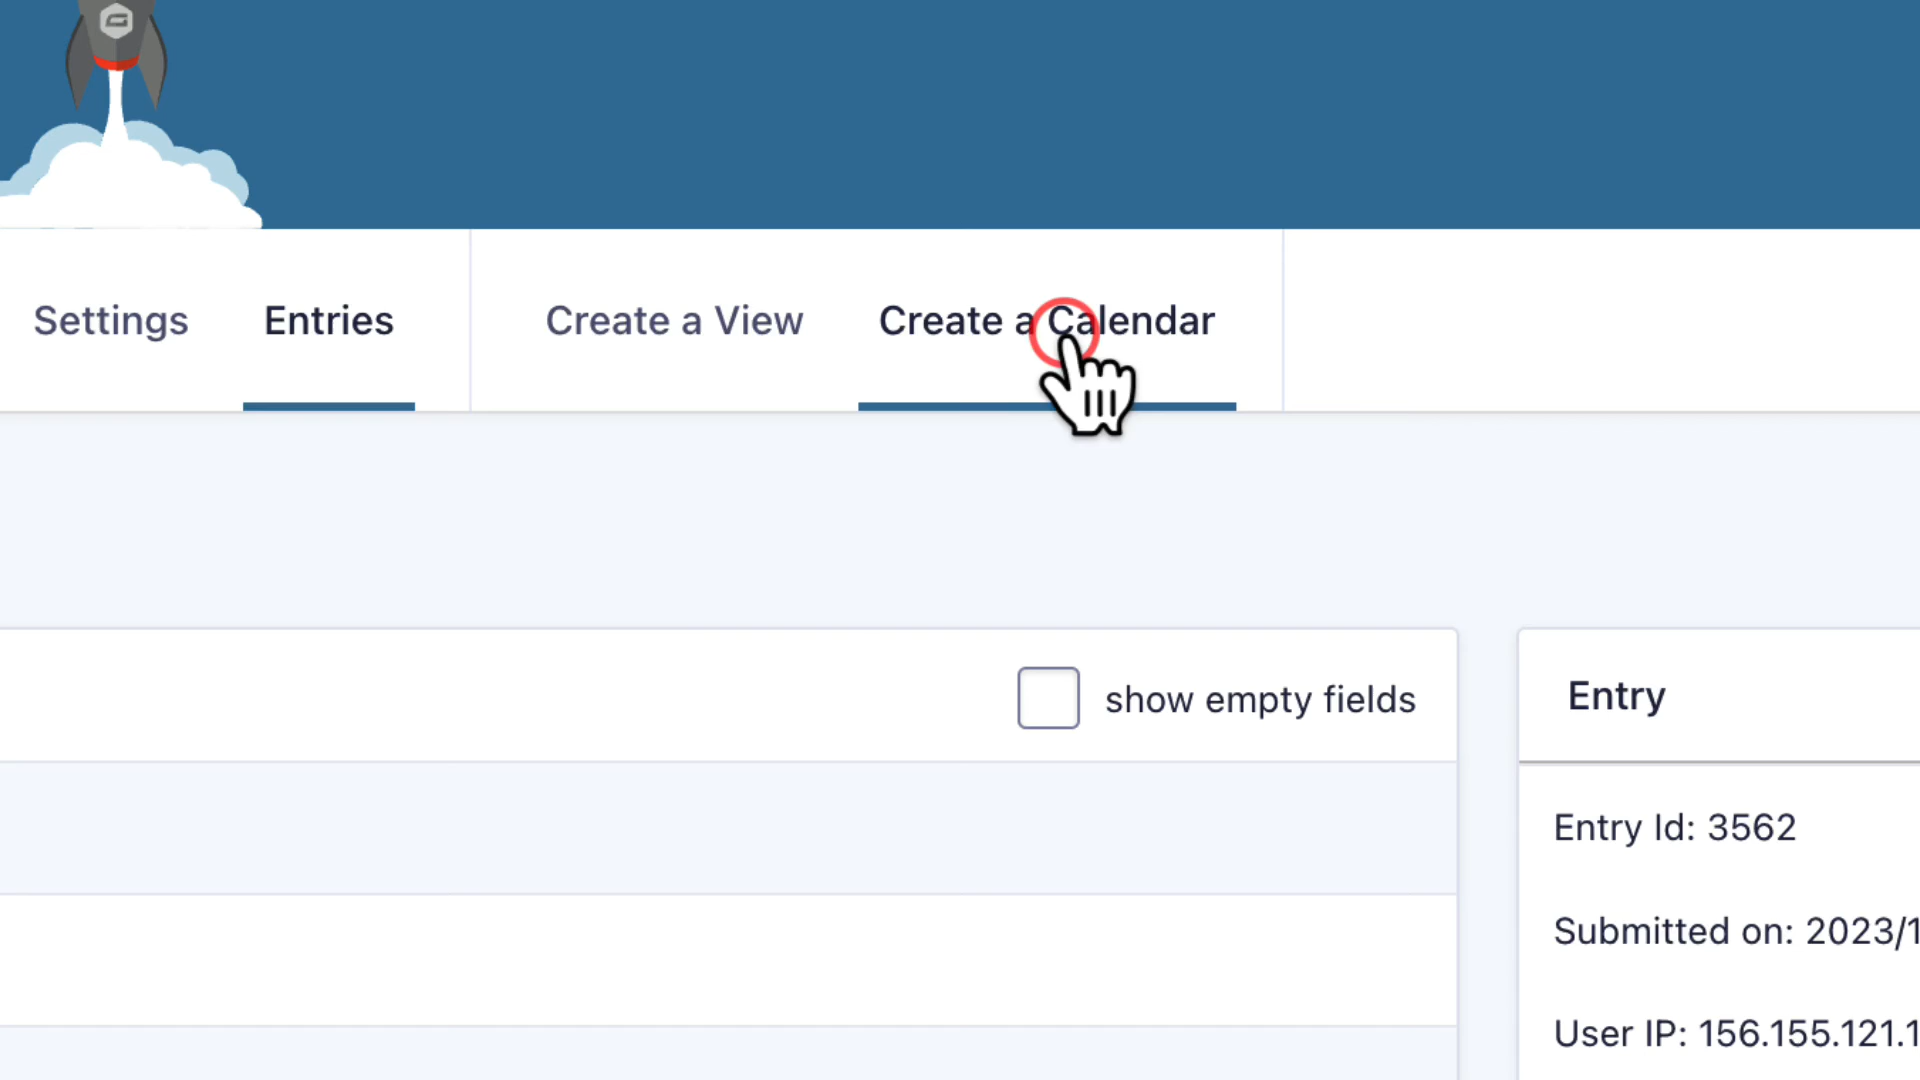 Settings
Entries
Create a View
Create a Calendar
show empty fields
Entry
Entry Id: 3562
Submitted on: 2023/1
User IP: 156.155.121.1